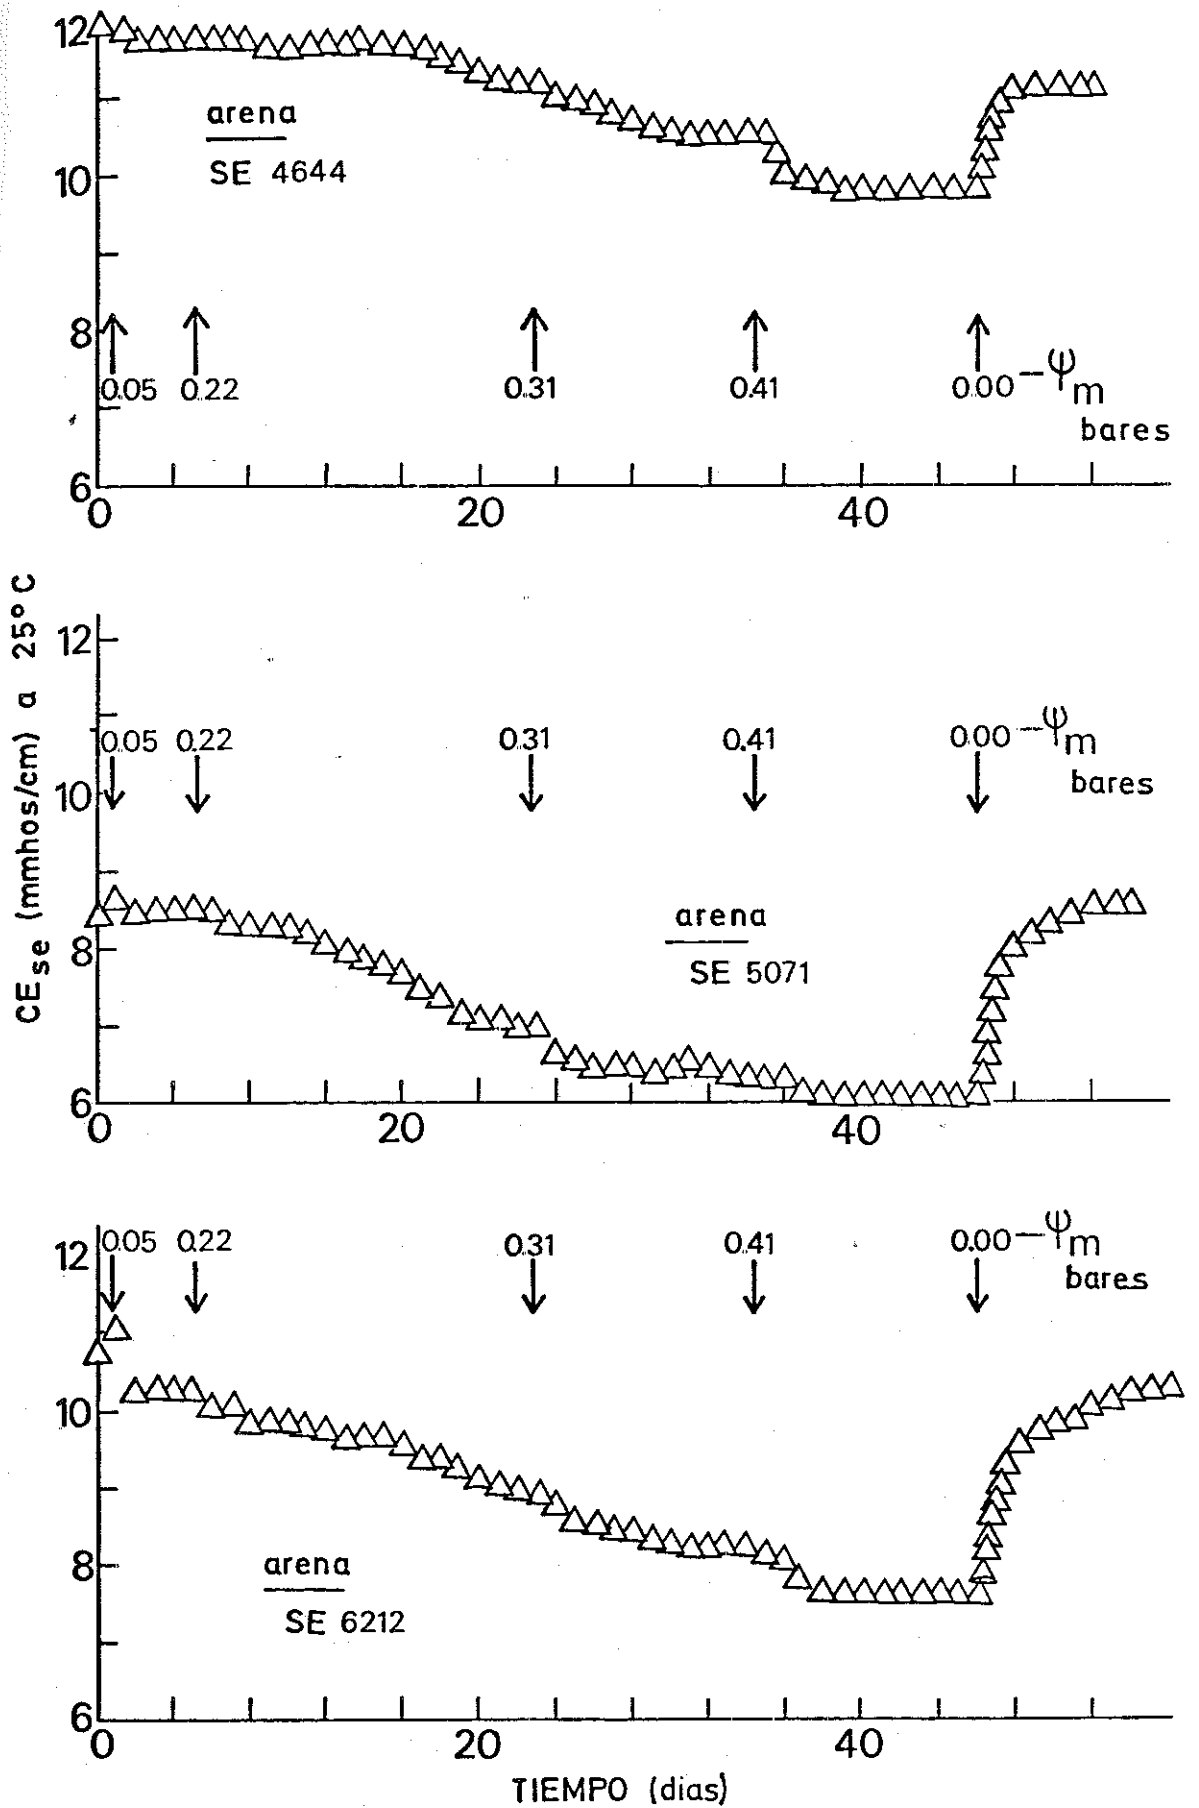 12
arena
SE 4644
10
8
0.05 0.22 0.31 0.41 0.00 -Ψm
bares
6
0 20 40
CEse (mmhos/cm) a 25°C
12
0.05 0.22 0.31 0.41 0.00 -Ψm
bares
10
arena
SE 5071
8
6
0 20 40
12
0.05 0.22 0.31 0.41 0.00 -Ψm
bares
10
8
arena
SE 6212
6
0 20 40
TIEMPO (dias)